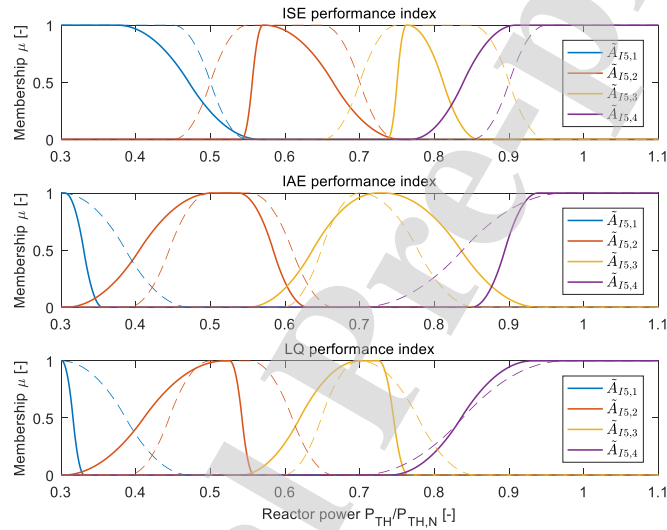 ISE performance index
Membership μ [-]
1
0.5
0
0.3 0.4 0.5 0.6 0.7 0.8 0.9 1 1.1
Ã_{I5,1}
Ã_{I5,2}
Ã_{I5,3}
Ã_{I5,4}
IAE performance index
Membership μ [-]
1
0.5
0
0.3 0.4 0.5 0.6 0.7 0.8 0.9 1 1.1
Ã_{I5,1}
Ã_{I5,2}
Ã_{I5,3}
Ã_{I5,4}
LQ performance index
Membership μ [-]
1
0.5
0
0.3 0.4 0.5 0.6 0.7 0.8 0.9 1 1.1
Ã_{I5,1}
Ã_{I5,2}
Ã_{I5,3}
Ã_{I5,4}
Reactor power P_{TH}/P_{TH,N} [-]
l Pre-p